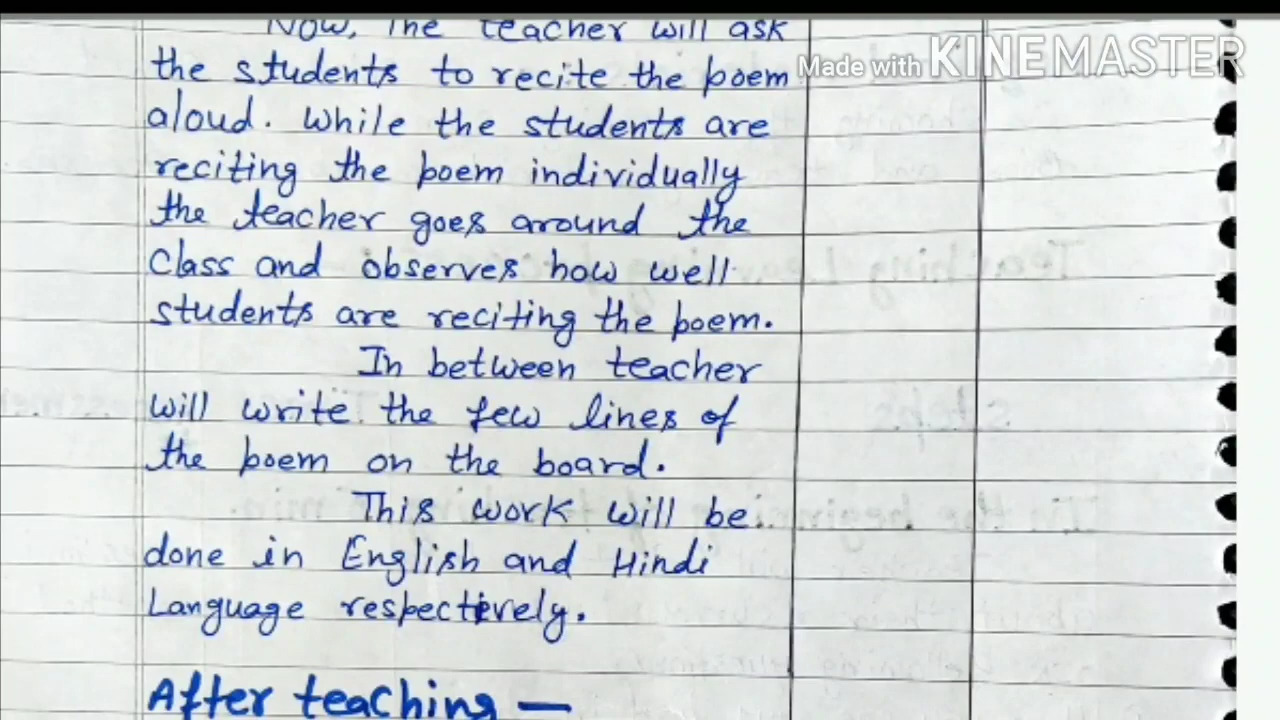 Now, The teacher will ask
the students to recite the poem
aloud. While the students are
reciting the poem individually
the teacher goes around the
Class and observes how well
students are reciting the poem.
In between teacher
will write the few lines of
the poem on the board.
This work will be
done in English and Hindi
Language respectively.
After teaching —
Made with KINEMASTER